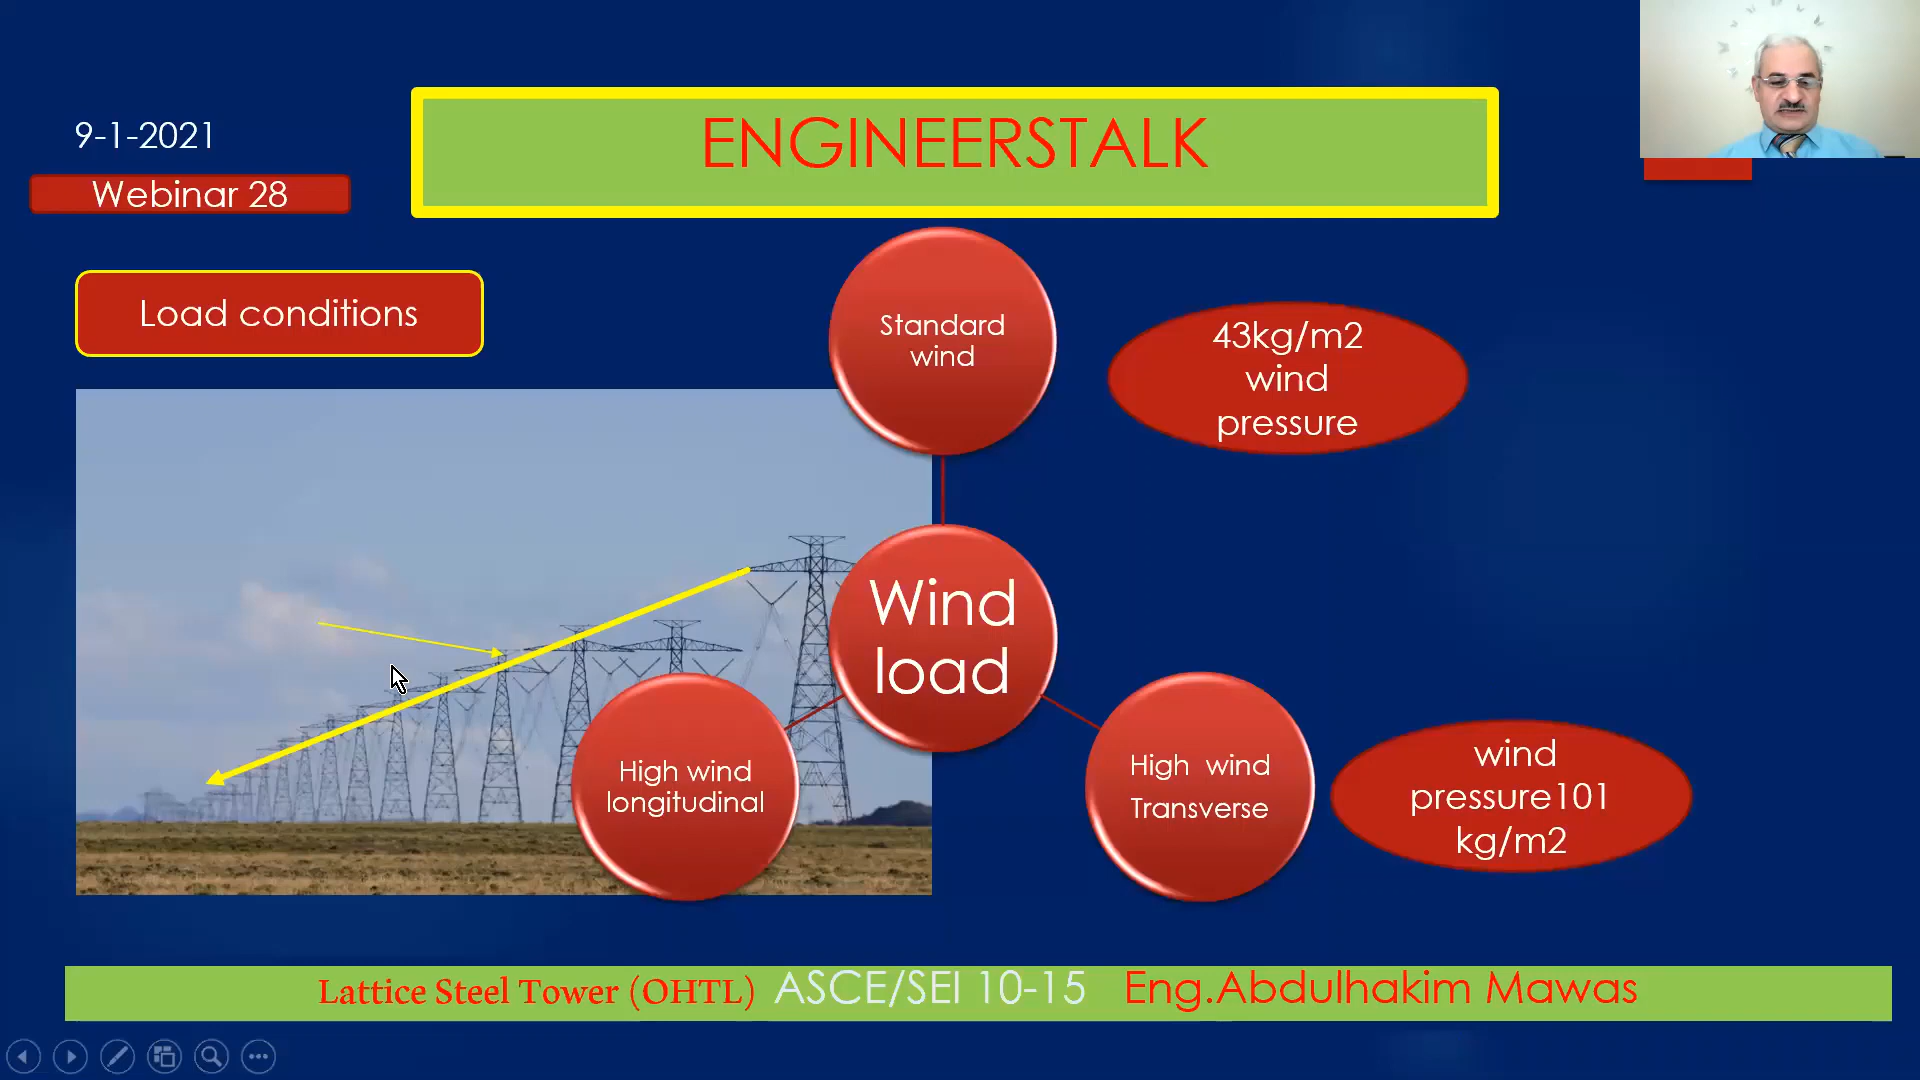 9-1-2021
Webinar 28
ENGINEERSTALK
Load conditions
Standard
wind
43kg/m2
wind
pressure
Wind
load
High wind
longitudinal
High wind
Transverse
wind
pressure101
kg/m2
Lattice Steel Tower (OHTL) ASCE/SEI 10-15 Eng.Abdulhakim Mawas